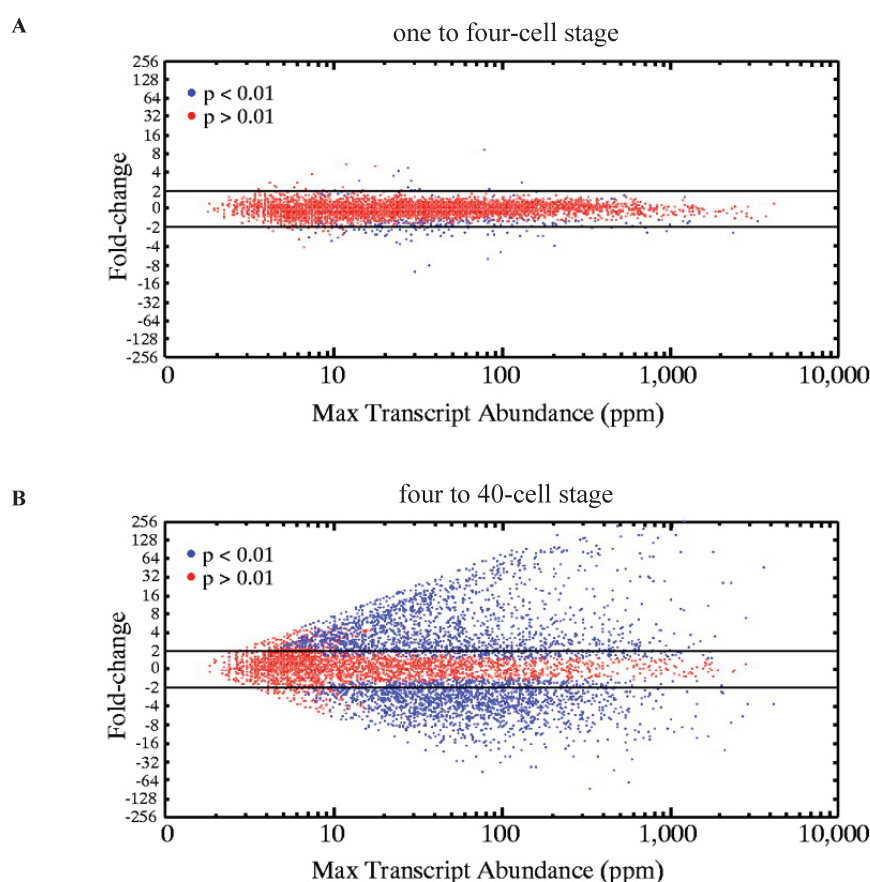 A
one to four-cell stage
256
128
64
32
16
8
4
2
0
-2
-4
-8
-16
-32
-64
-128
-256
Fold-change
p < 0.01
p > 0.01
0 10 100 1,000 10,000
Max Transcript Abundance (ppm)
B
four to 40-cell stage
256
128
64
32
16
8
4
2
0
-2
-4
-8
-16
-32
-64
-128
-256
Fold-change
p < 0.01
p > 0.01
0 10 100 1,000 10,000
Max Transcript Abundance (ppm)